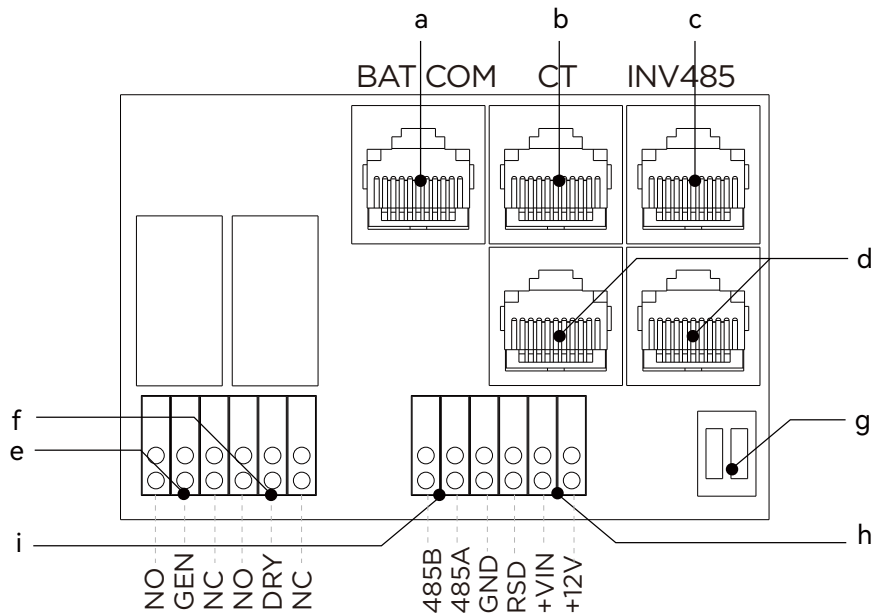 a b c
BAT COM CT INV485
d
f
e
g
i
h
NO GEN NC NO DRY NC 485B 485A GND RSD +VIN +12V